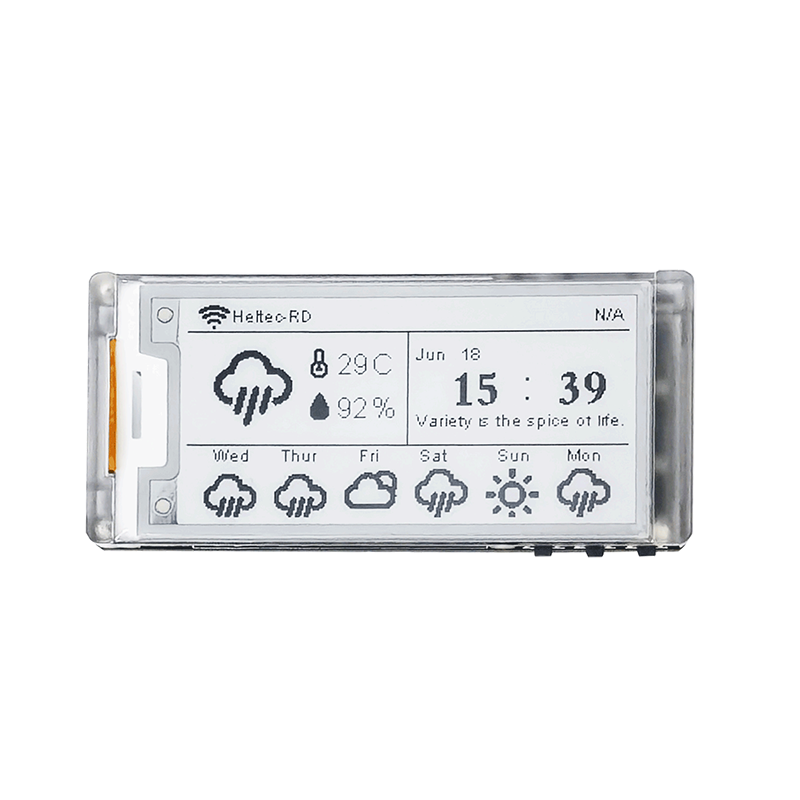 Heltec-RD N/A
29C
92%
Jun 18
15 : 39
Variety is the spice of life.
Wed Thur Fri Sat Sun Mon